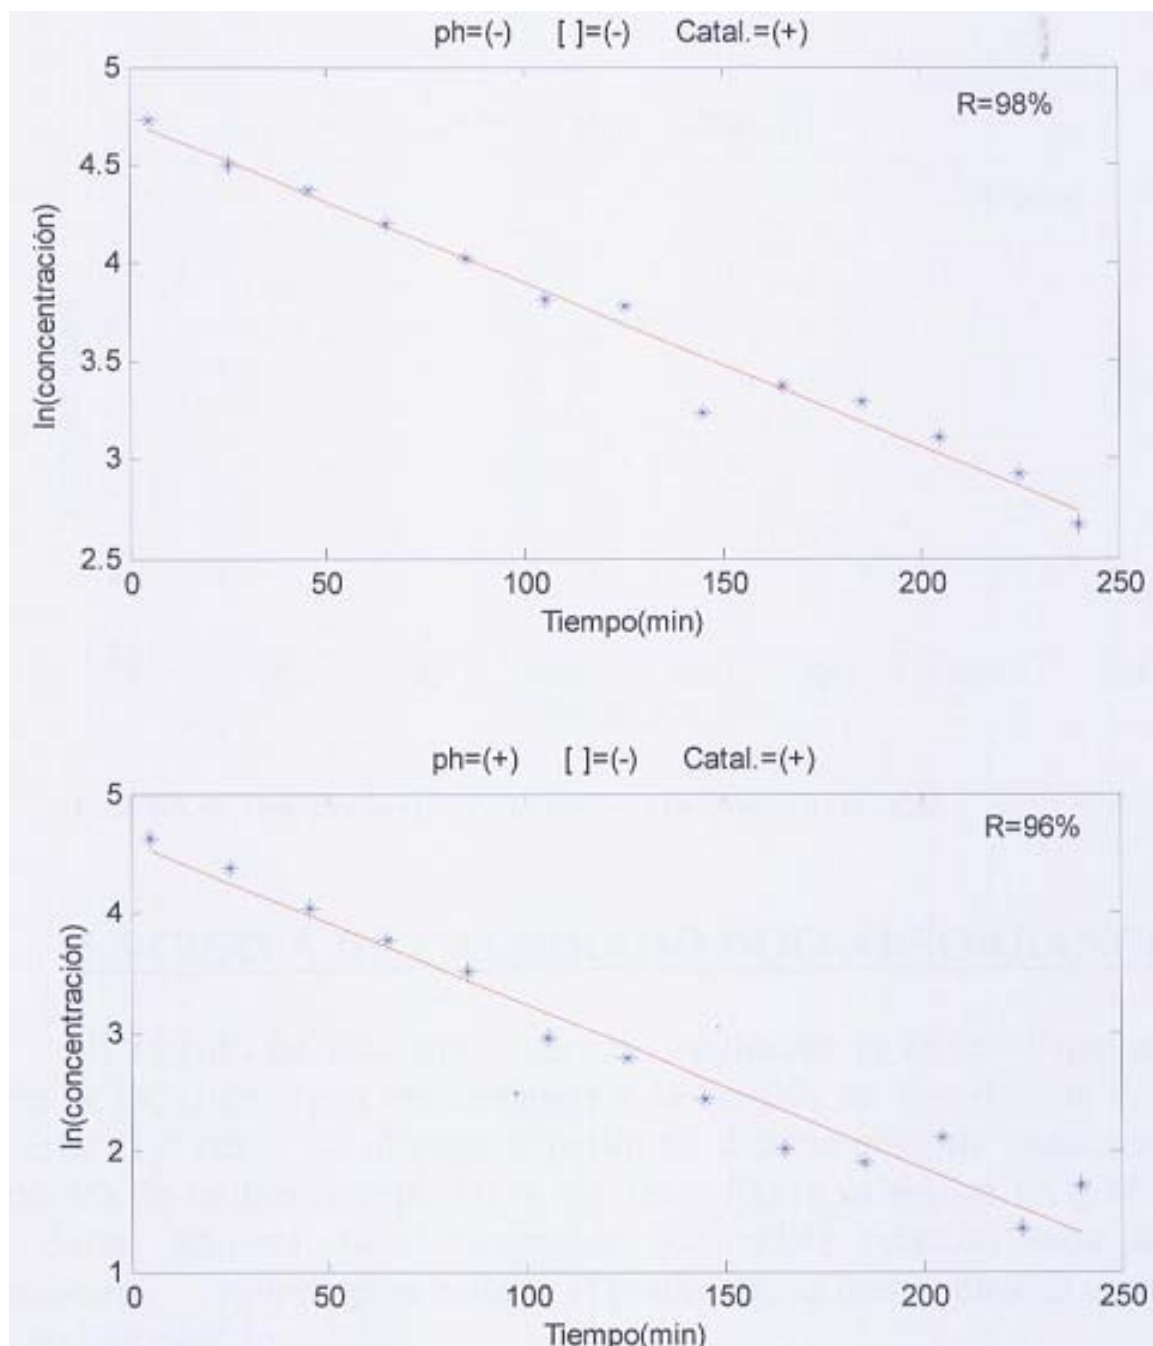 ph=(-) [ ]=(-) Catal.=(+)
R=98%
5
4.5
4
3.5
3
2.5
ln(concentración)
0 50 100 150 200 250
Tiempo(min)
ph=(+) [ ]=(-) Catal.=(+)
R=96%
5
4
3
2
1
ln(concentración)
0 50 100 150 200 250
Tiempo(min)